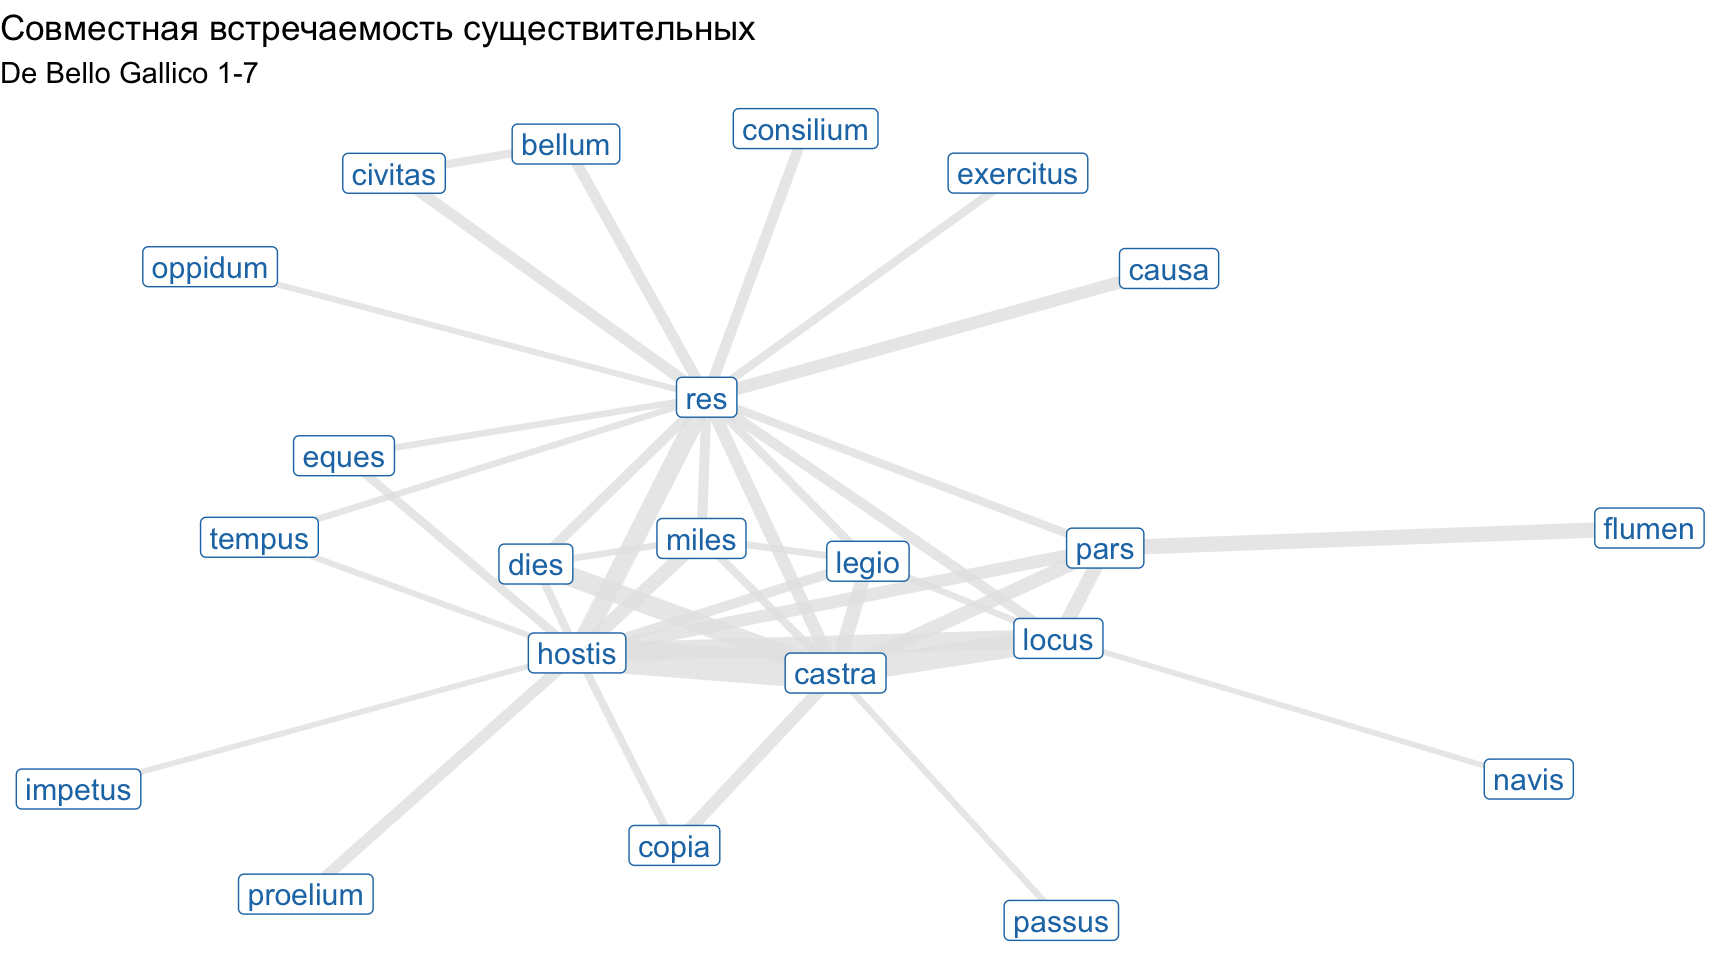 Совместная встречаемость существительных
De Bello Gallico 1-7
consilium
bellum
civitas
exercitus
oppidum
causa
res
eques
tempus
miles
dies
legio
pars
flumen
hostis
castra
locus
impetus
navis
copia
proelium
passus